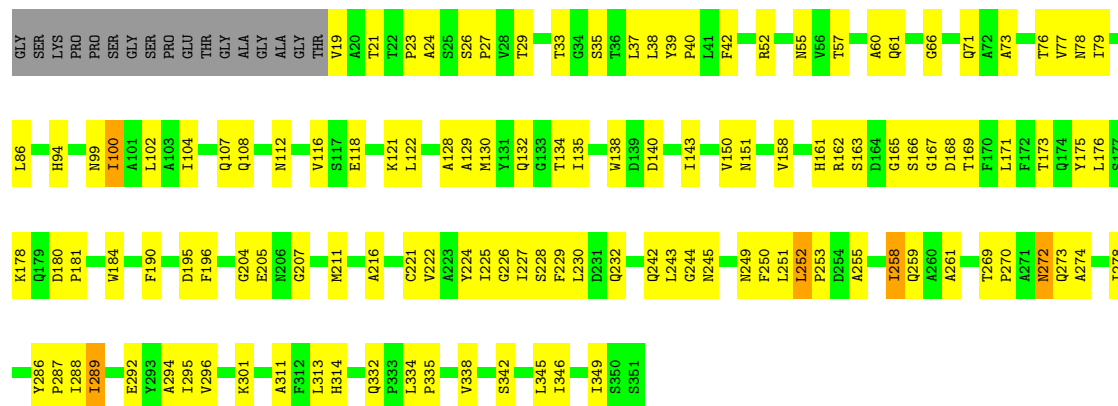 GLY SER LYS PRO PRO SER GLY SER PRO GLU THR GLY ALA GLY ALA GLY THR V19 A20 T21 T22 P23 A24 S25 S26 P27 V28 T29 T33 G34 S35 T36 L37 L38 Y39 P40 L41 F42 R52 N55 V56 T57 A60 Q61 G66 Q71 A72 A73 T76 V77 N78 I79
L86 H94 N99 I100 A101 L102 A103 I104 Q107 Q108 N112 V116 S117 E118 K121 L122 A128 A129 M130 Y131 Q132 G133 T134 I135 W138 D139 D140 I143 V150 N151 V158 H161 R162 S163 D164 G165 S166 G167 D168 T169 F170 L171 F172 T173 Q174 Y175 L176 S177
K178 Q179 D180 P181 W184 F190 D195 F196 G204 E205 N206 G207 M211 A216 C221 V222 A223 Y224 I225 G226 I227 S228 F229 L230 D231 Q232 Q242 L243 G244 N245 N249 F250 L251 L252 P253 D254 A255 I258 Q259 A260 A261 T269 P270 A271 N272 Q273 A274
Y286 P287 I288 I289 E292 Y293 A294 I295 V296 K301 A311 F312 L313 H314 Q332 P333 L334 P335 V338 S342 L345 I346 I349 S350 S351